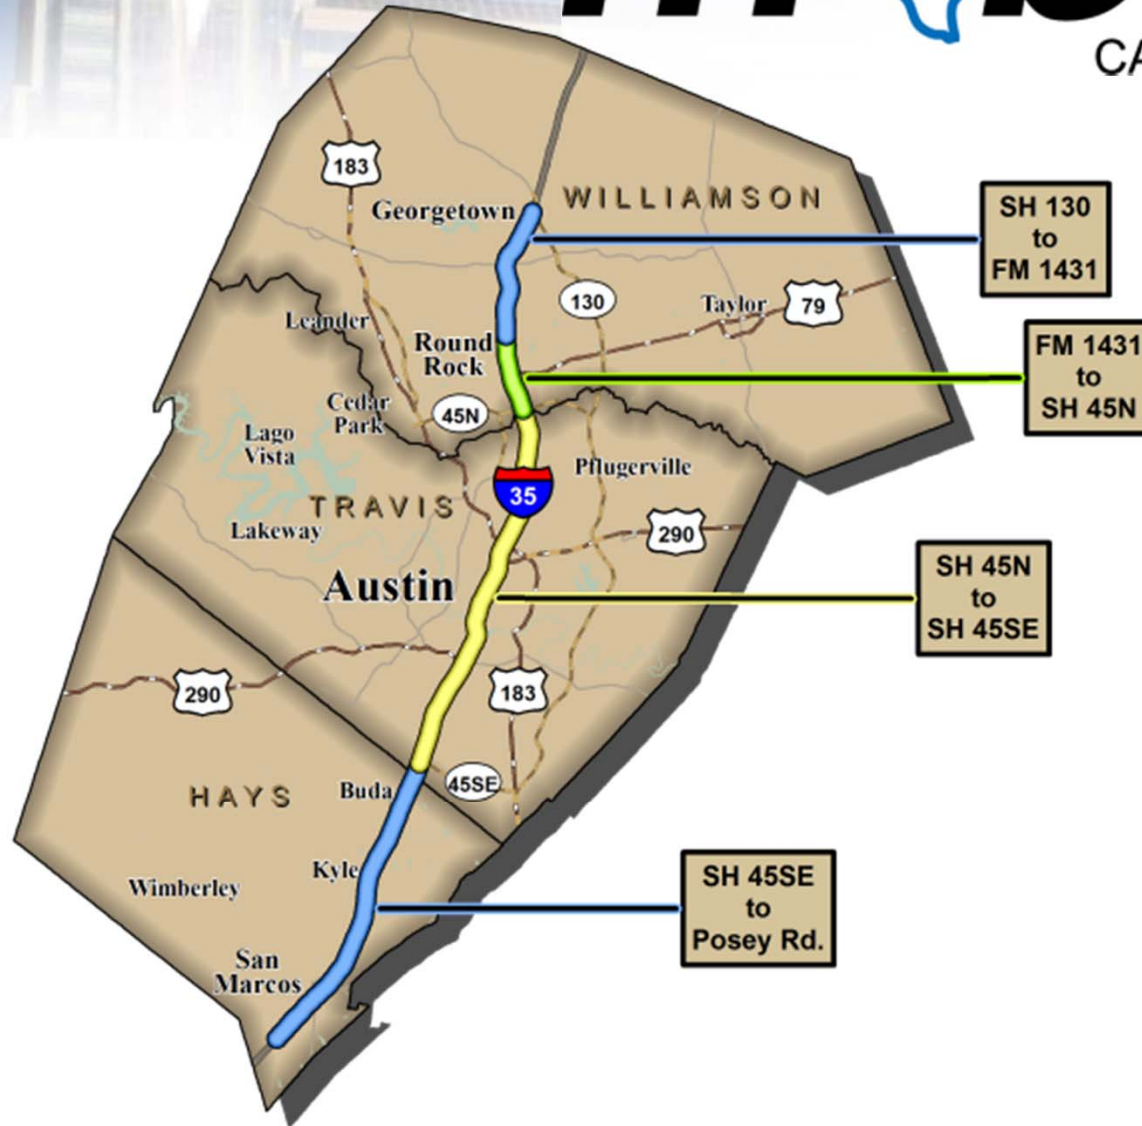 CA
183
Georgetown
WILLIAMSON
SH 130
to
FM 1431
130
Taylor
79
Leander
Round
Rock
FM 1431
to
SH 45N
Cedar
Park
45N
Lago
Vista
Pflugerville
35
TRAVIS
Lakeway
290
Austin
SH 45N
to
SH 45SE
290
183
HAYS
Buda
45SE
Kyle
Wimberley
SH 45SE
to
Posey Rd.
San
Marcos